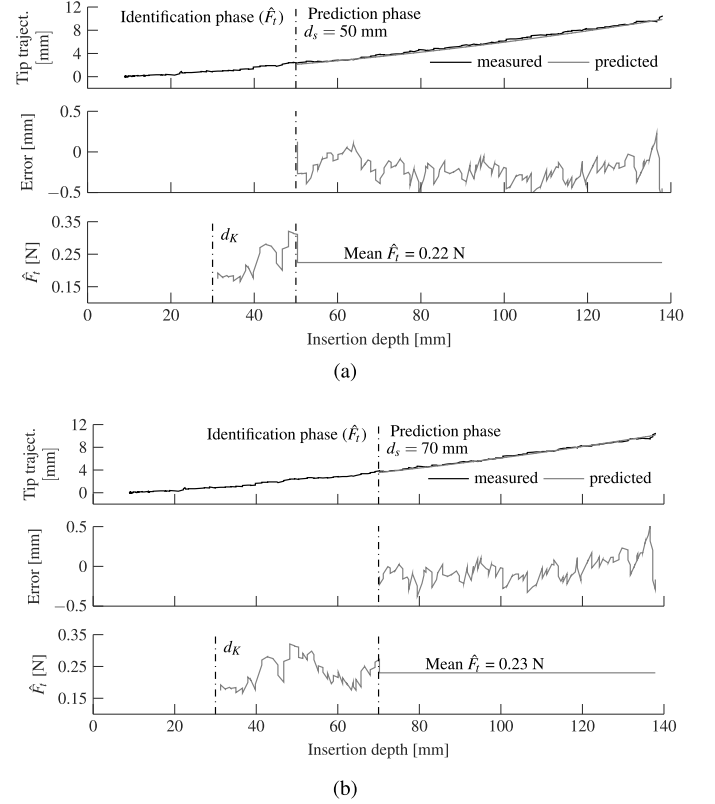 12
8
4
0
Tip traject.
[mm]
Identification phase (F̂t)
Prediction phase
ds = 50 mm
measured
predicted
0.5
0
−0.5
Error [mm]
0.35
0.25
0.15
F̂t [N]
dK
Mean F̂t = 0.22 N
0 20 40 60 80 100 120 140
Insertion depth [mm]
(a)
12
8
4
0
Tip traject.
[mm]
Identification phase (F̂t)
Prediction phase
ds = 70 mm
measured
predicted
0.5
0
−0.5
Error [mm]
0.35
0.25
0.15
F̂t [N]
dK
Mean F̂t = 0.23 N
0 20 40 60 80 100 120 140
Insertion depth [mm]
(b)